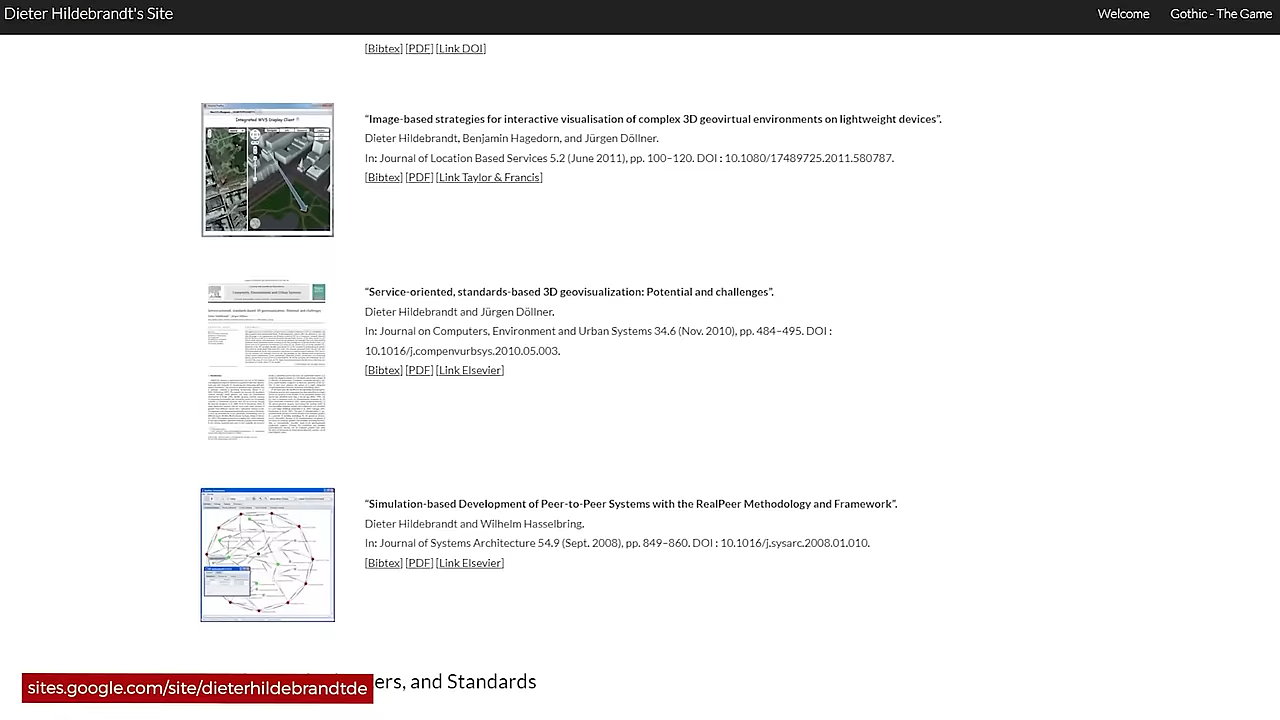 Dieter Hildebrandt's Site
Welcome
Gothic - The Game
[Bibtex] [PDF] [Link DOI]
Integrated WVS Display Client
"Image-based strategies for interactive visualisation of complex 3D geovirtual environments on lightweight devices".
Dieter Hildebrandt, Benjamin Hagedorn, and Jürgen Döllner.
In: Journal of Location Based Services 5.2 (June 2011), pp. 100–120. DOI : 10.1080/17489725.2011.580787.
[Bibtex] [PDF] [Link Taylor & Francis]
"Service-oriented, standards-based 3D geovisualization: Potential and challenges".
Dieter Hildebrandt and Jürgen Döllner.
In: Journal on Computers, Environment and Urban Systems 34.6 (Nov. 2010), pp. 484–495. DOI :
10.1016/j.compenvurbsys.2010.05.003.
[Bibtex] [PDF] [Link Elsevier]
"Simulation-based Development of Peer-to-Peer Systems with the RealPeer Methodology and Framework".
Dieter Hildebrandt and Wilhelm Hasselbring.
In: Journal of Systems Architecture 54.9 (Sept. 2008), pp. 849–860. DOI : 10.1016/j.sysarc.2008.01.010.
[Bibtex] [PDF] [Link Elsevier]
ers, and Standards
sites.google.com/site/dieterhildebrandtde